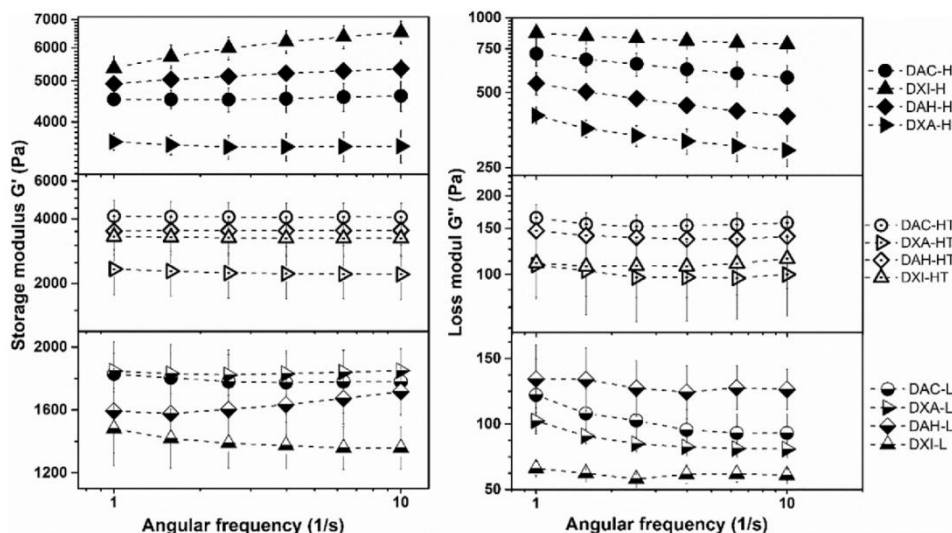 7000
6000
5000
4000
6000
4000
2000
2000
1600
1200
1
10
Storage modulus G' (Pa)
Angular frequency (1/s)
1000
750
500
250
200
150
100
150
100
50
1
10
Loss modul G'' (Pa)
Angular frequency (1/s)
DAC-H
DXI-H
DAH-H
DXA-H
DAC-HT
DXA-HT
DAH-HT
DXI-HT
DAC-L
DXA-L
DAH-L
DXI-L